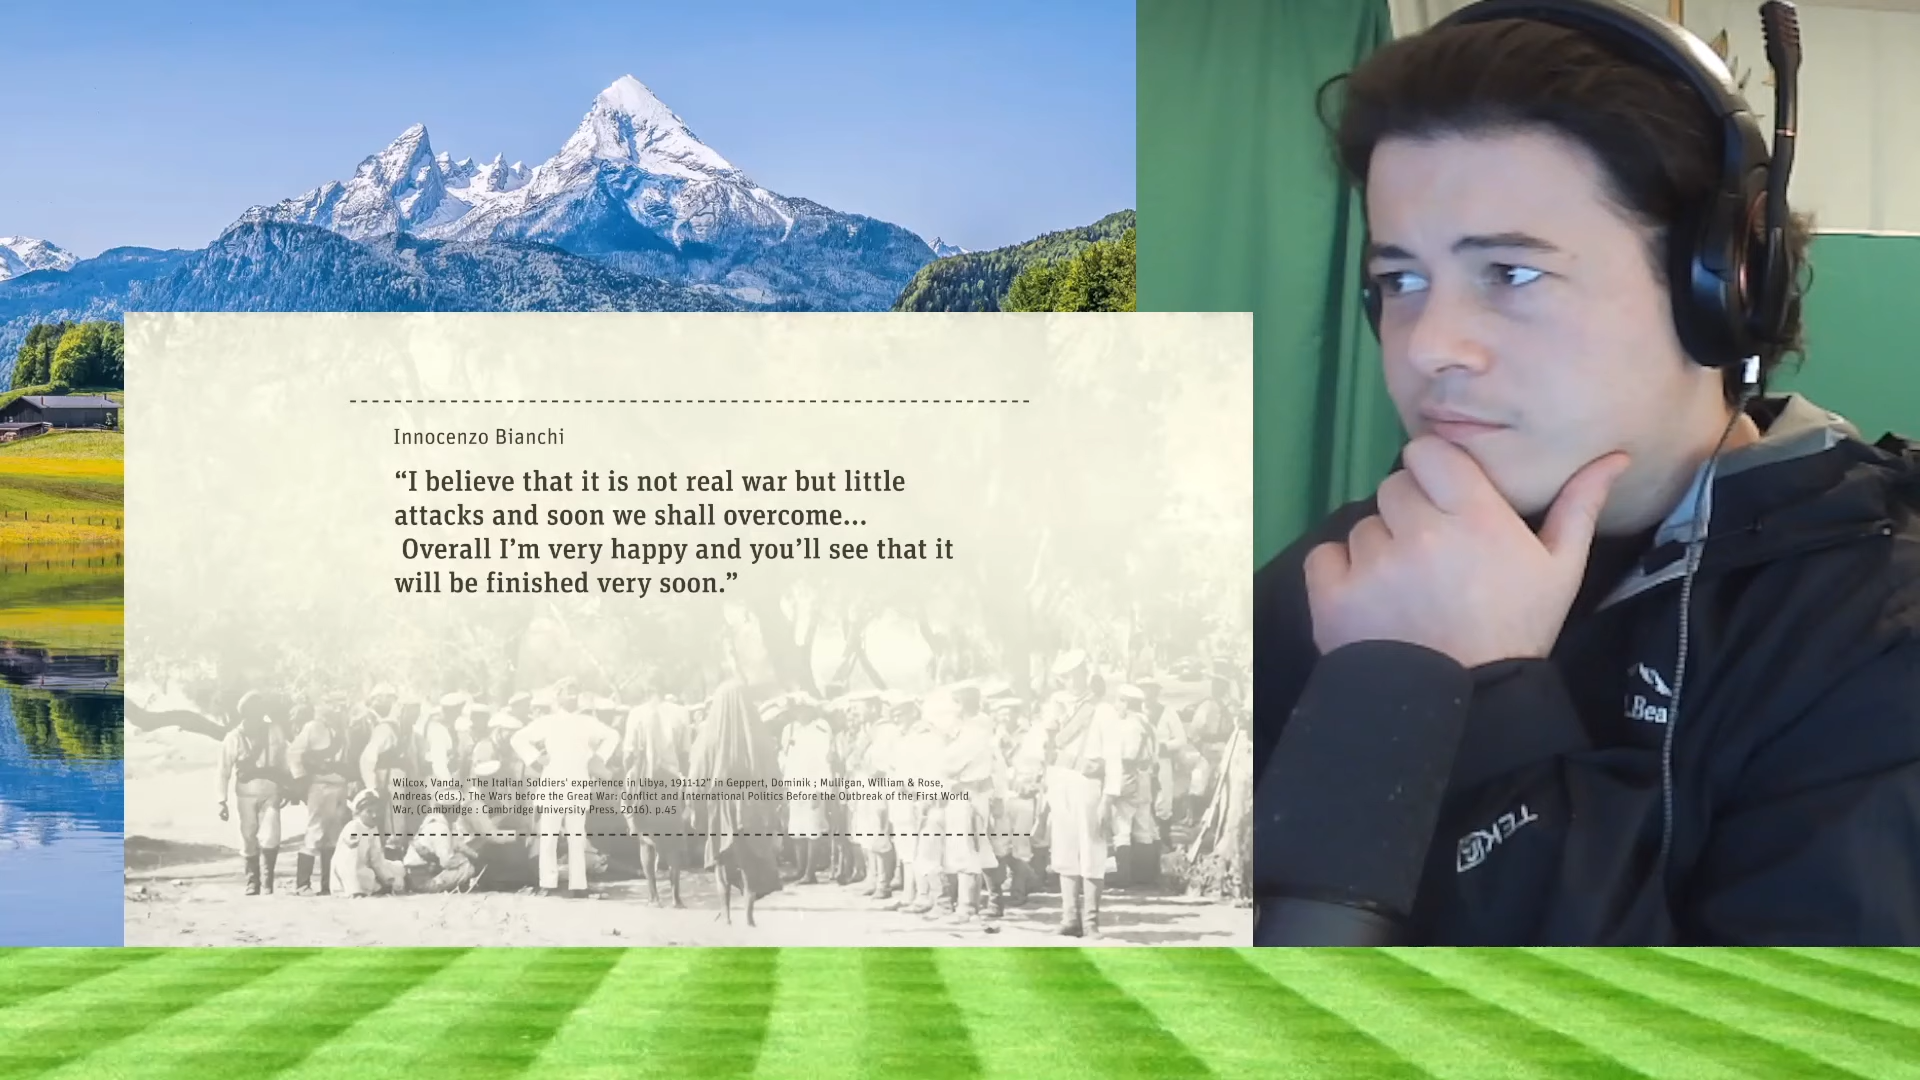 Innocenzo Bianchi
“I believe that it is not real war but little
attacks and soon we shall overcome...
Overall I’m very happy and you’ll see that it
will be finished very soon.”
Wilcox, Vanda, “The Italian Soldiers' experience in Libya, 1911-12” in Geppert, Dominik ; Mulligan, William & Rose,
Andreas (eds.), The Wars before the Great War: Conflict and International Politics Before the Outbreak of the First World
War, (Cambridge : Cambridge University Press, 2016). p.45